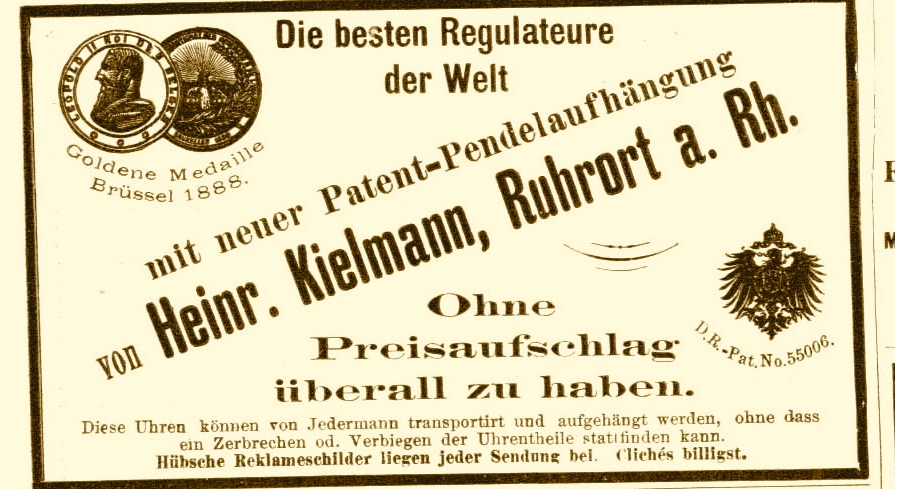 Die besten Regulateure
der Welt
LEOPOLD II ROI DES BELGES
Goldene Medaille
Brüssel 1888.
mit neuer Patent-Pendelaufhängung
von Heinr. Kielmann, Ruhrort a. Rh.
Ohne
Preisaufschlag
überall zu haben.
D.R.-Pat.No.55006.
Diese Uhren können von Jedermann transportirt und aufgehängt werden, ohne dass
ein Zerbrechen od. Verbiegen der Uhrentheile stattfinden kann.
Hübsche Reklameschilder liegen jeder Sendung bei. Clichés billigst.